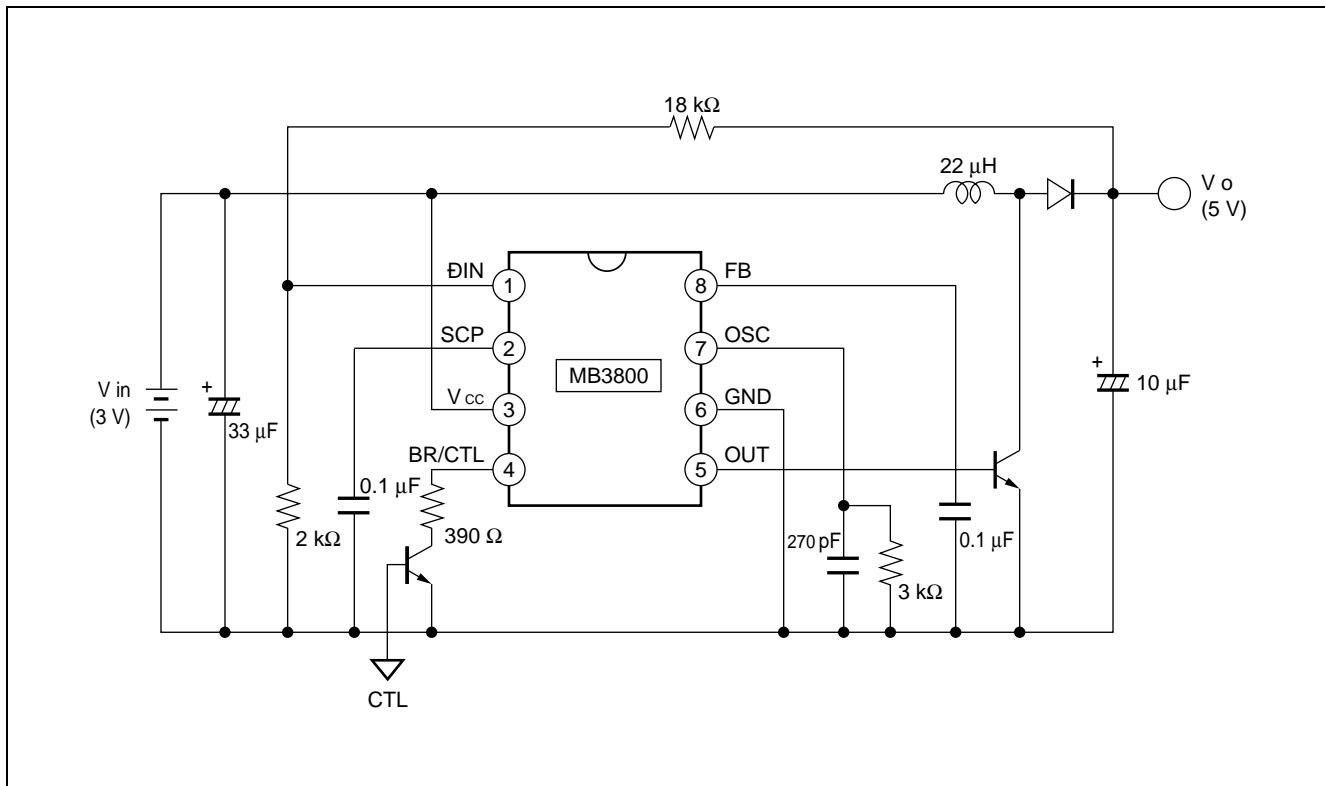 18 kΩ
22 μH
V o
(5 V)
ÐIN
1
8
FB
SCP
2
7
OSC
MB3800
V in
(3 V)
+
33 μF
V CC
3
6
GND
+
10 μF
BR/CTL
4
5
OUT
0.1 μF
2 kΩ
390 Ω
270 pF
3 kΩ
0.1 μF
CTL